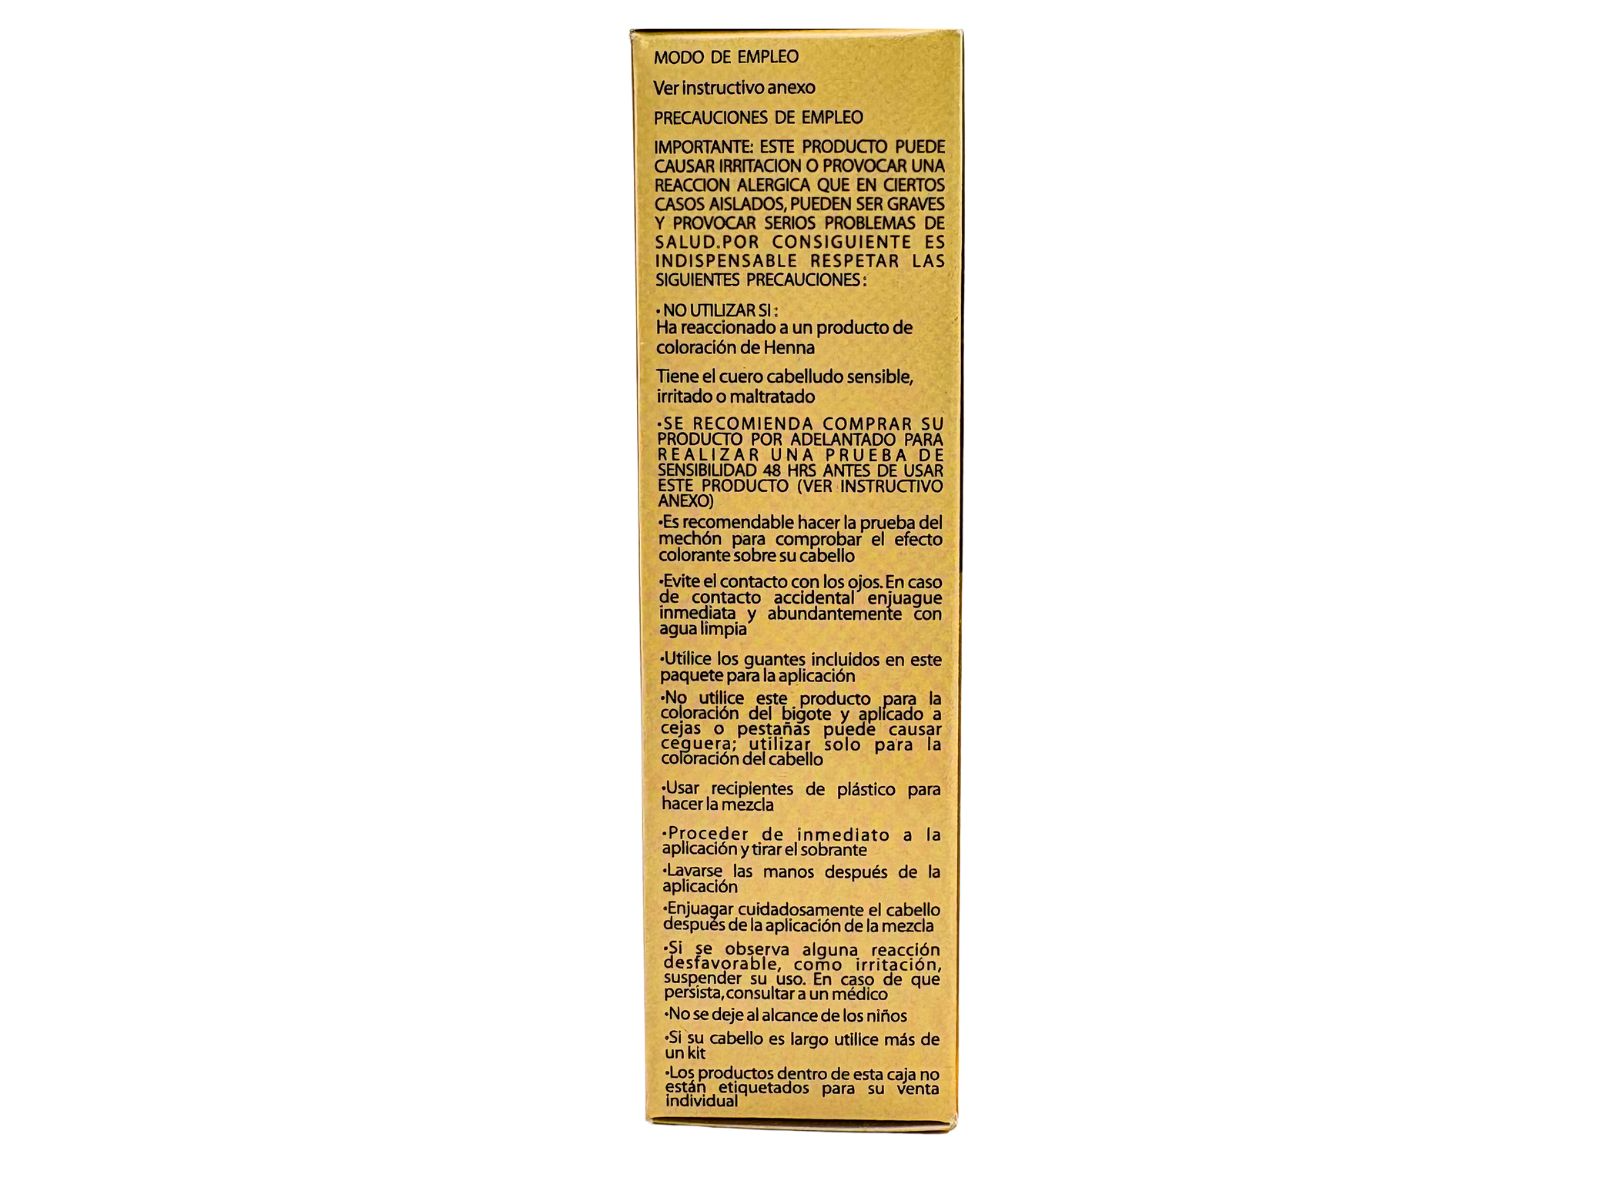 MODO DE EMPLEO
Ver instructivo anexo
PRECAUCIONES DE EMPLEO
IMPORTANTE: ESTE PRODUCTO PUEDE
CAUSAR IRRITACION O PROVOCAR UNA
REACCION ALERGICA QUE EN CIERTOS
CASOS AISLADOS, PUEDEN SER GRAVES
Y PROVOCAR SERIOS PROBLEMAS DE
SALUD.POR CONSIGUIENTE ES
INDISPENSABLE RESPETAR LAS
SIGUIENTES PRECAUCIONES:
• NO UTILIZAR SI :
Ha reaccionado a un producto de
coloración de Henna
Tiene el cuero cabelludo sensible,
irritado o maltratado
•SE RECOMIENDA COMPRAR SU
PRODUCTO POR ADELANTADO PARA
REALIZAR UNA PRUEBA DE
SENSIBILIDAD 48 HRS ANTES DE USAR
ESTE PRODUCTO (VER INSTRUCTIVO
ANEXO)
•Es recomendable hacer la prueba del
mechón para comprobar el efecto
colorante sobre su cabello
•Evite el contacto con los ojos. En caso
de contacto accidental enjuague
inmediata y abundantemente con
agua limpia
•Utilice los guantes incluidos en este
paquete para la aplicación
•No utilice este producto para la
coloración del bigote y aplicado a
cejas o pestañas puede causar
ceguera; utilizar solo para la
coloración del cabello
•Usar recipientes de plástico para
hacer la mezcla
•Proceder de inmediato a la
aplicación y tirar el sobrante
•Lavarse las manos después de la
aplicación
•Enjuagar cuidadosamente el cabello
después de la aplicación de la mezcla
•Si se observa alguna reacción
desfavorable, como irritación,
suspender su uso. En caso de que
persista, consultar a un médico
•No se deje al alcance de los niños
•Si su cabello es largo utilice más de
un kit
•Los productos dentro de esta caja no
están etiquetados para su venta
individual